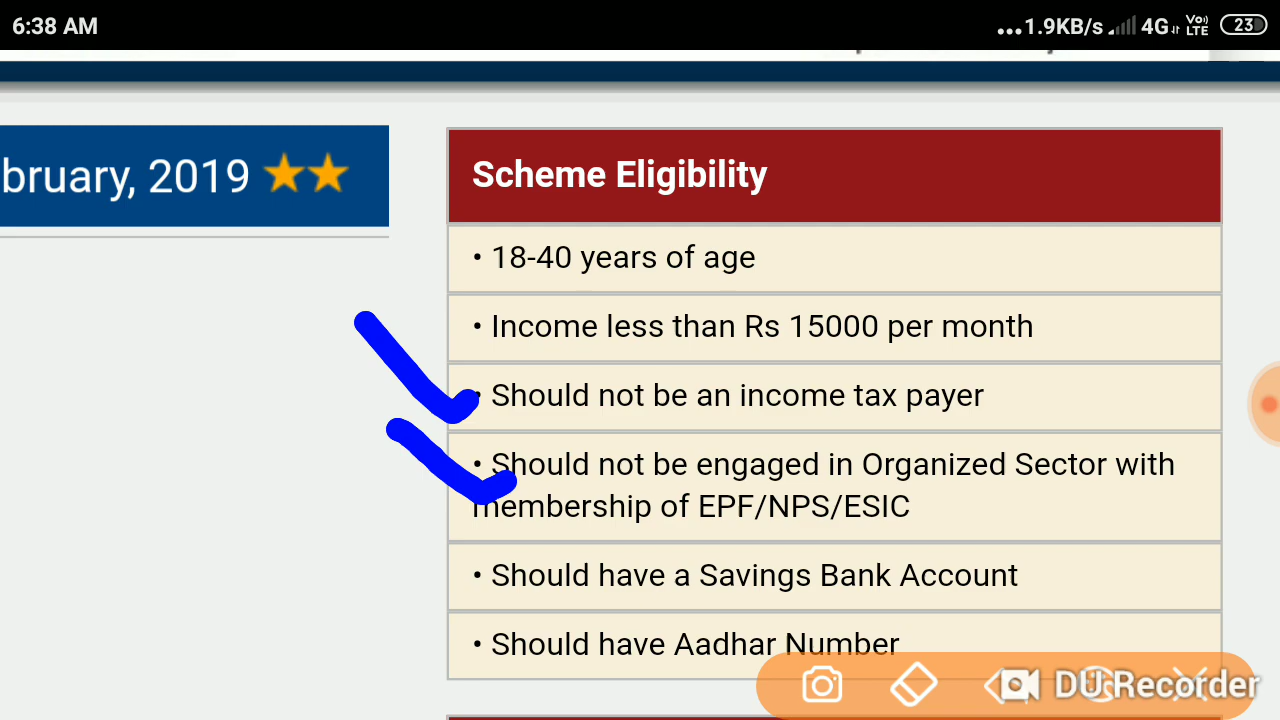 6:38 AM
...1.9KB/s 4G Vo) LTE 23
bruary, 2019
Scheme Eligibility
• 18-40 years of age
• Income less than Rs 15000 per month
• Should not be an income tax payer
• Should not be engaged in Organized Sector with
membership of EPF/NPS/ESIC
• Should have a Savings Bank Account
• Should have Aadhar Number
DU Recorder